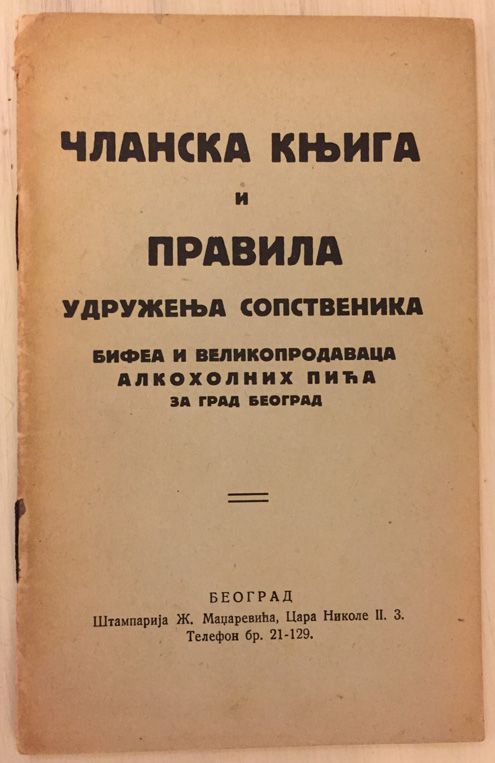 ЧЛАНСКА КЊИГА
И
ПРАВИЛА
УДРУЖЕЊА СОПСТВЕНИКА
БИФЕА И ВЕЛИКОПРОДАВАЦА
АЛКОХОЛНИХ ПИЋА
ЗА ГРАД БЕОГРАД
БЕОГРАД
Штампарија Ж. Маџаревића, Цара Николе II. 3.
Телефон бр. 21-129.